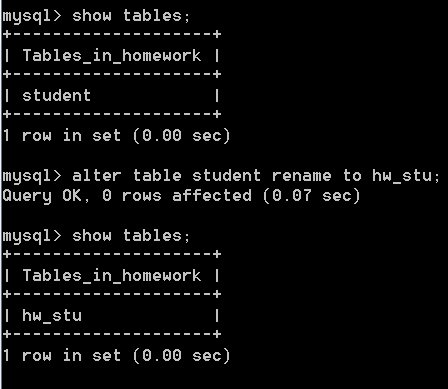 mysql> show tables;
+--------------------+
| Tables_in_homework |
+--------------------+
| student            |
+--------------------+
1 row in set (0.00 sec)
mysql> alter table student rename to hw_stu;
Query OK, 0 rows affected (0.07 sec)
mysql> show tables;
+--------------------+
| Tables_in_homework |
+--------------------+
| hw_stu             |
+--------------------+
1 row in set (0.00 sec)